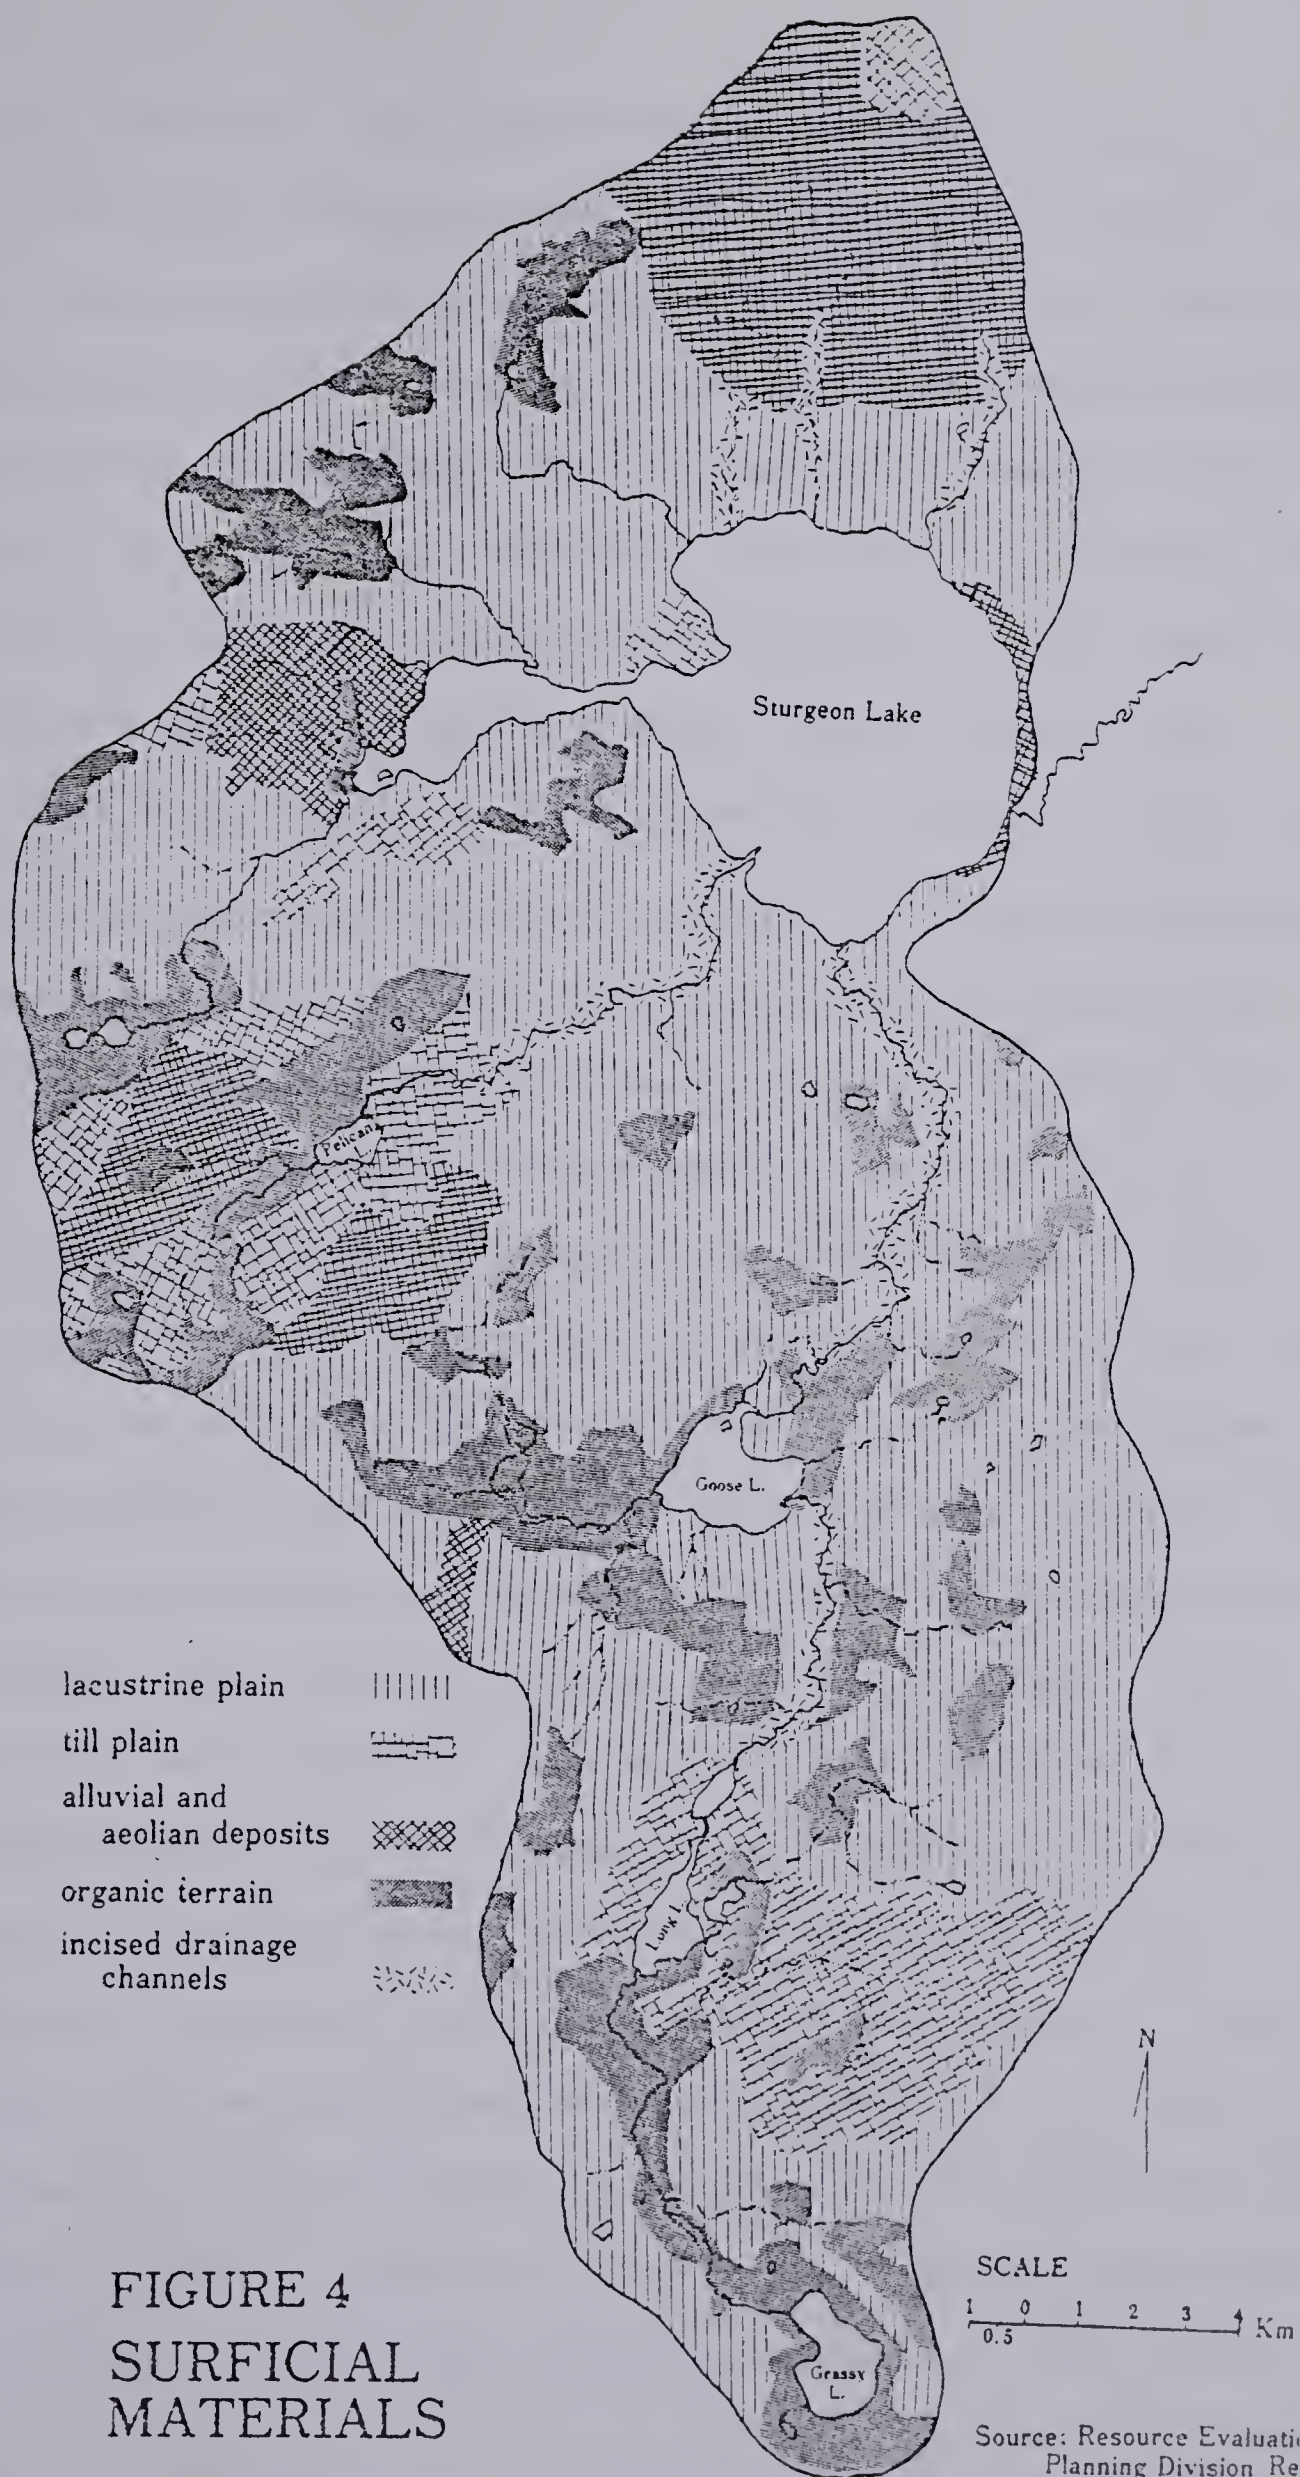 Sturgeon Lake
Pelican
Goose L.
lacustrine plain
till plain
alluvial and
aeolian deposits
organic terrain
incised drainage
channels
Long L.
N
FIGURE 4
SURFICIAL
MATERIALS
SCALE
1 0 1 2 3 4 Km
0.5
Grassy
L.
Source: Resource Evaluatio
Planning Division Re